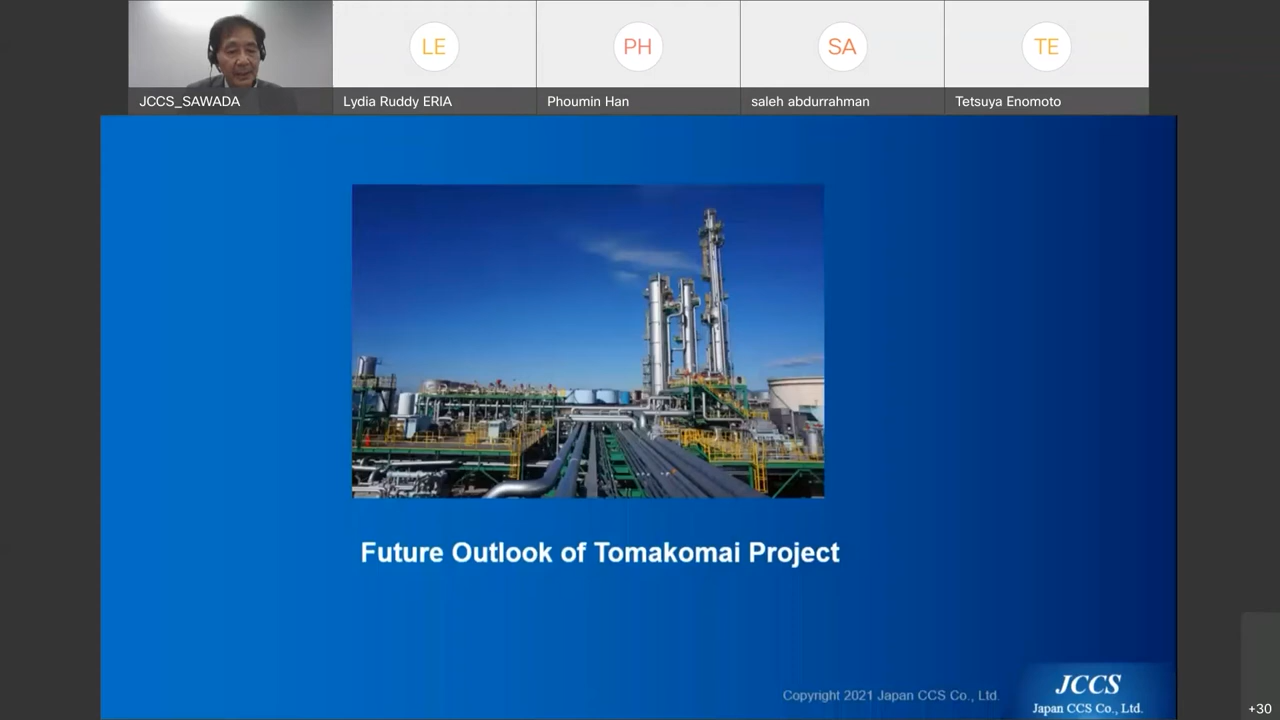 LE
PH
SA
TE
JCCS_SAWADA
Lydia Ruddy ERIA
Phoumin Han
saleh abdurrahman
Tetsuya Enomoto
Future Outlook of Tomakomai Project
Copyright 2021 Japan CCS Co., Ltd.
JCCS
Japan CCS Co., Ltd.
+30